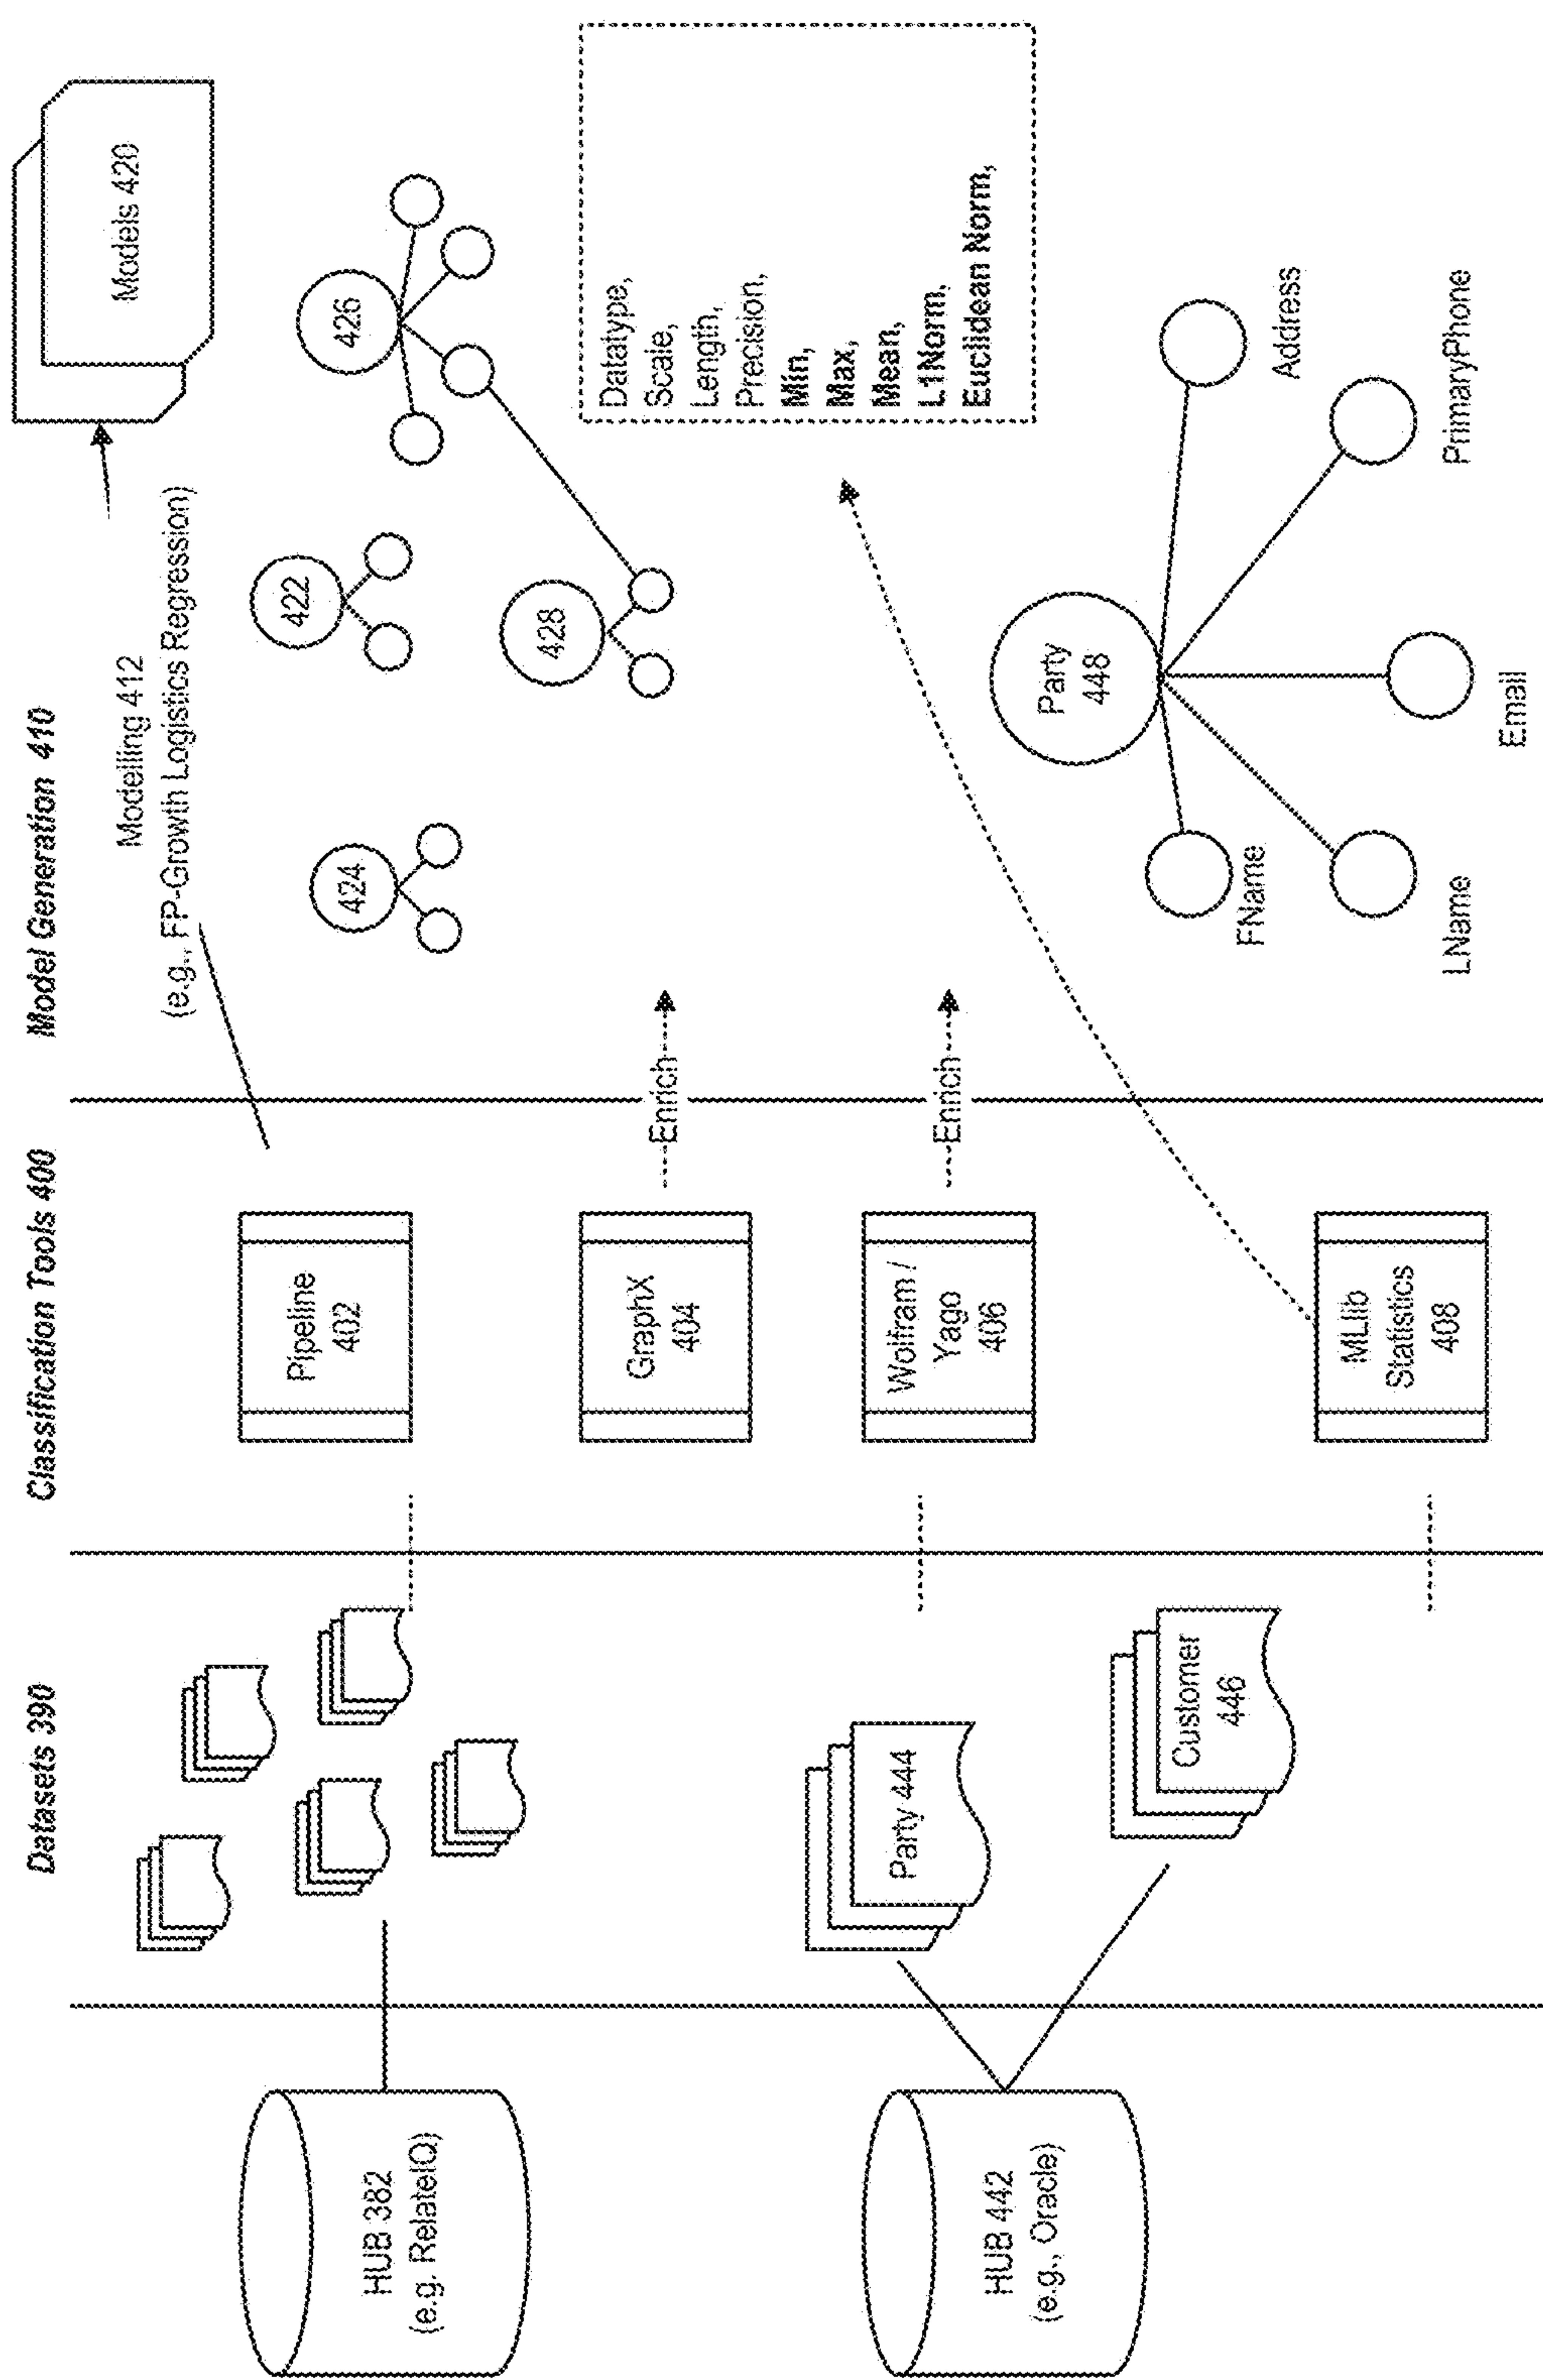 Datasets 390
Classification Tools 400
Model Generation 410
HUB 382
(e.g. RelateIQ)
HUB 442
(e.g., Oracle)
Party 444
Customer
446
Pipeline
402
GraphX
404
Wolfram /
Yago
406
MLlib
Statistics
408
Enrich
Enrich
Modelling 412
(e.g., FP-Growth Logistics Regression)
Models 420
424
422
426
428
Datatype,
Scale,
Length,
Precision,
Min,
Max,
Mean,
L1Norm,
Euclidean Norm,
Party
448
FName
LName
Email
PrimaryPhone
Address